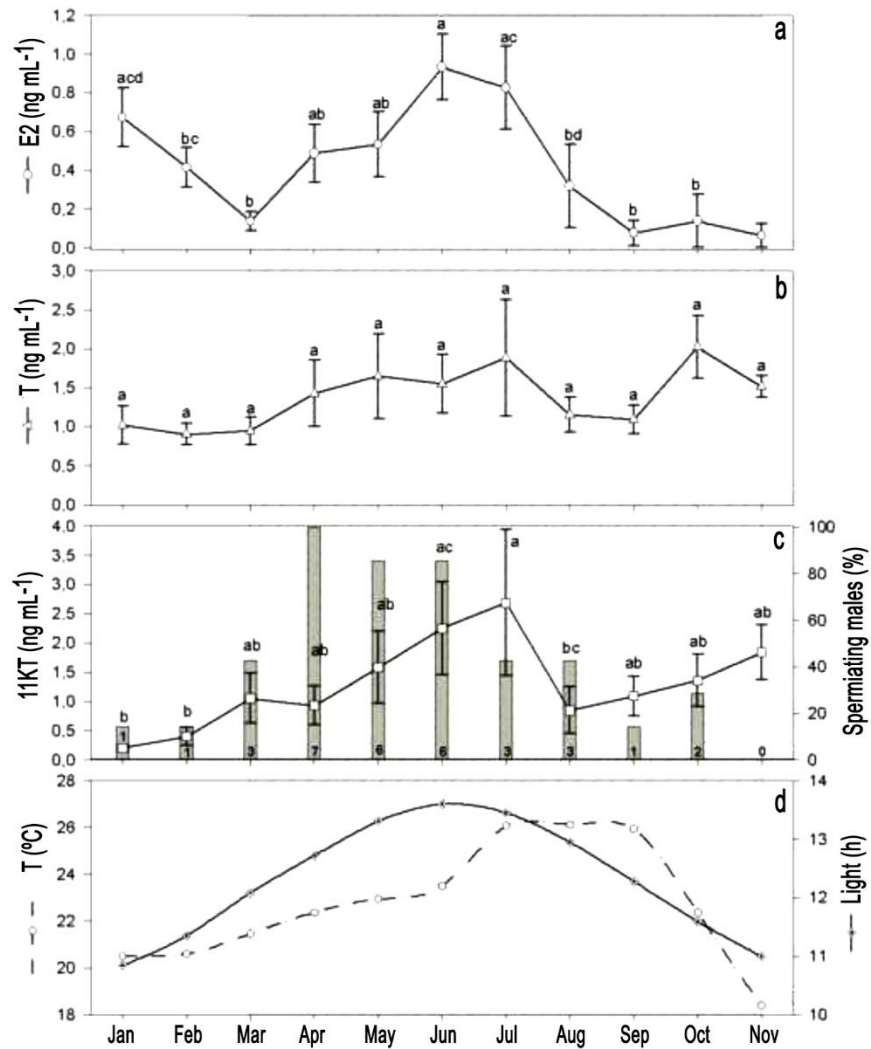 a
E2 (ng mL-1)
1,2
1,0
0,8
0,6
0,4
0,2
0,0
acd
bc
b
ab
ab
a
ac
bd
b
b
b
T (ng mL-1)
3,0
2,5
2,0
1,5
1,0
0,5
0,0
a
a
a
a
a
a
a
a
a
a
a
c
11KT (ng mL-1)
4,0
3,5
3,0
2,5
2,0
1,5
1,0
0,5
0,0
b
b
ab
ab
ab
ac
a
bc
ab
ab
ab
1
1
3
7
6
6
3
3
1
2
0
100
80
60
40
20
0
Spermiating males (%)
d
T (ºC)
28
26
24
22
20
18
14
13
12
11
10
Light (h)
Jan Feb Mar Apr May Jun Jul Aug Sep Oct Nov